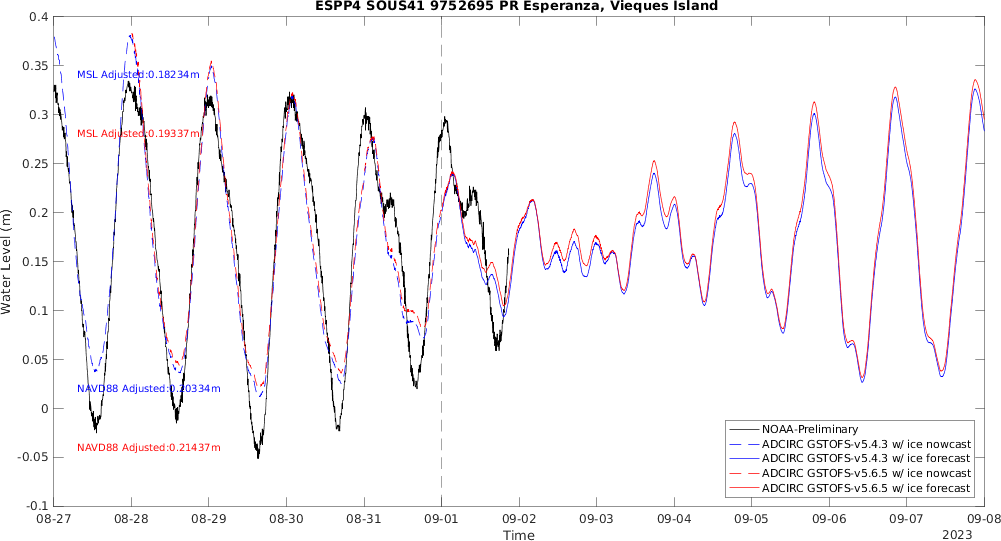 ESPP4 SOUS41 9752695 PR Esperanza, Vieques Island
0.4
0.35
0.3
0.25
0.2
0.15
0.1
0.05
0
-0.05
-0.1
Water Level (m)
MSL Adjusted:0.18234m
MSL Adjusted:0.19337m
NAVD88 Adjusted:0.20334m
NAVD88 Adjusted:0.21437m
NOAA-Preliminary
ADCIRC GSTOFS-v5.4.3 w/ ice nowcast
ADCIRC GSTOFS-v5.4.3 w/ ice forecast
ADCIRC GSTOFS-v5.6.5 w/ ice nowcast
ADCIRC GSTOFS-v5.6.5 w/ ice forecast
08-27 08-28 08-29 08-30 08-31 09-01 09-02 09-03 09-04 09-05 09-06 09-07 09-08
Time
2023